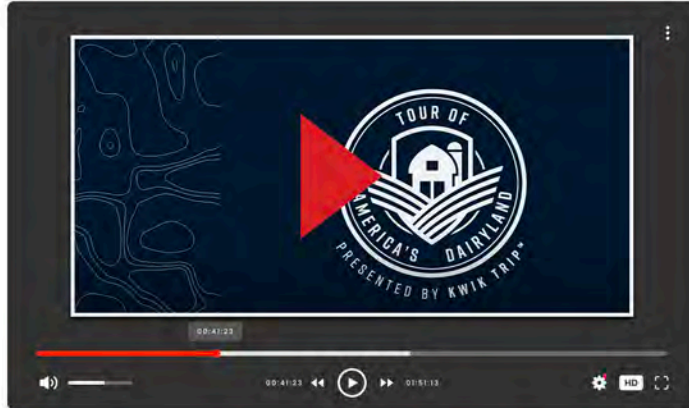 TOUR OF
AMERICA'S DAIRYLAND
PRESENTED BY KWIK TRIP™
00:41:23
00:41:23
01:51:13
HD